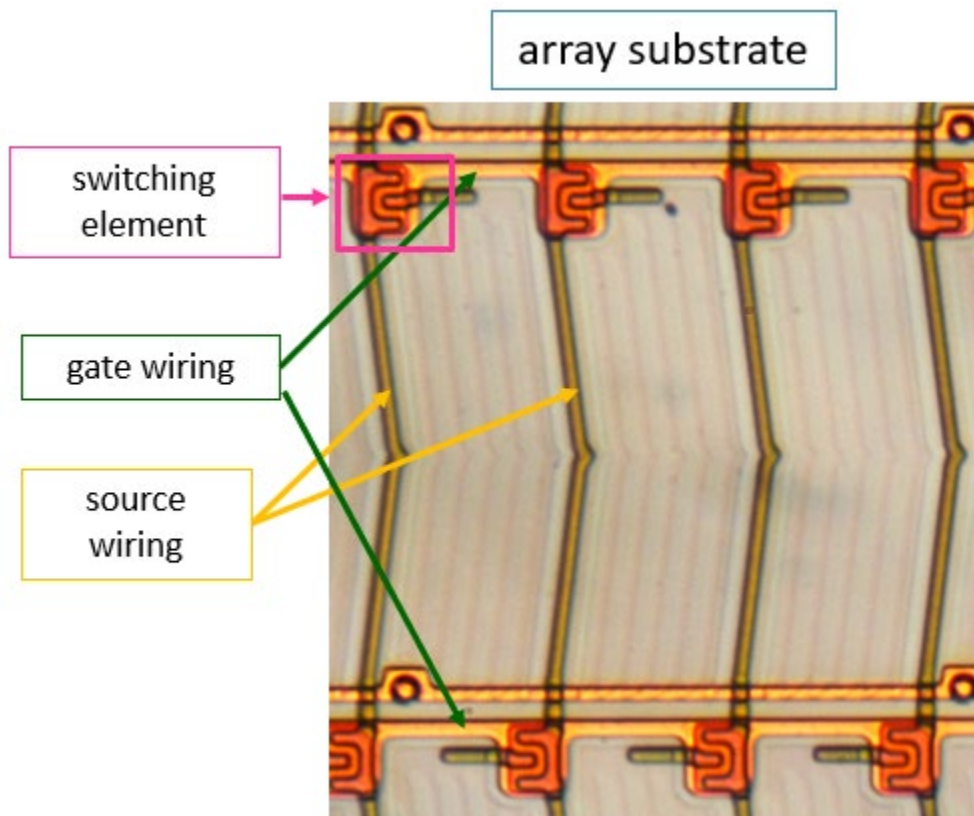 array substrate
switching
element
gate wiring
source
wiring